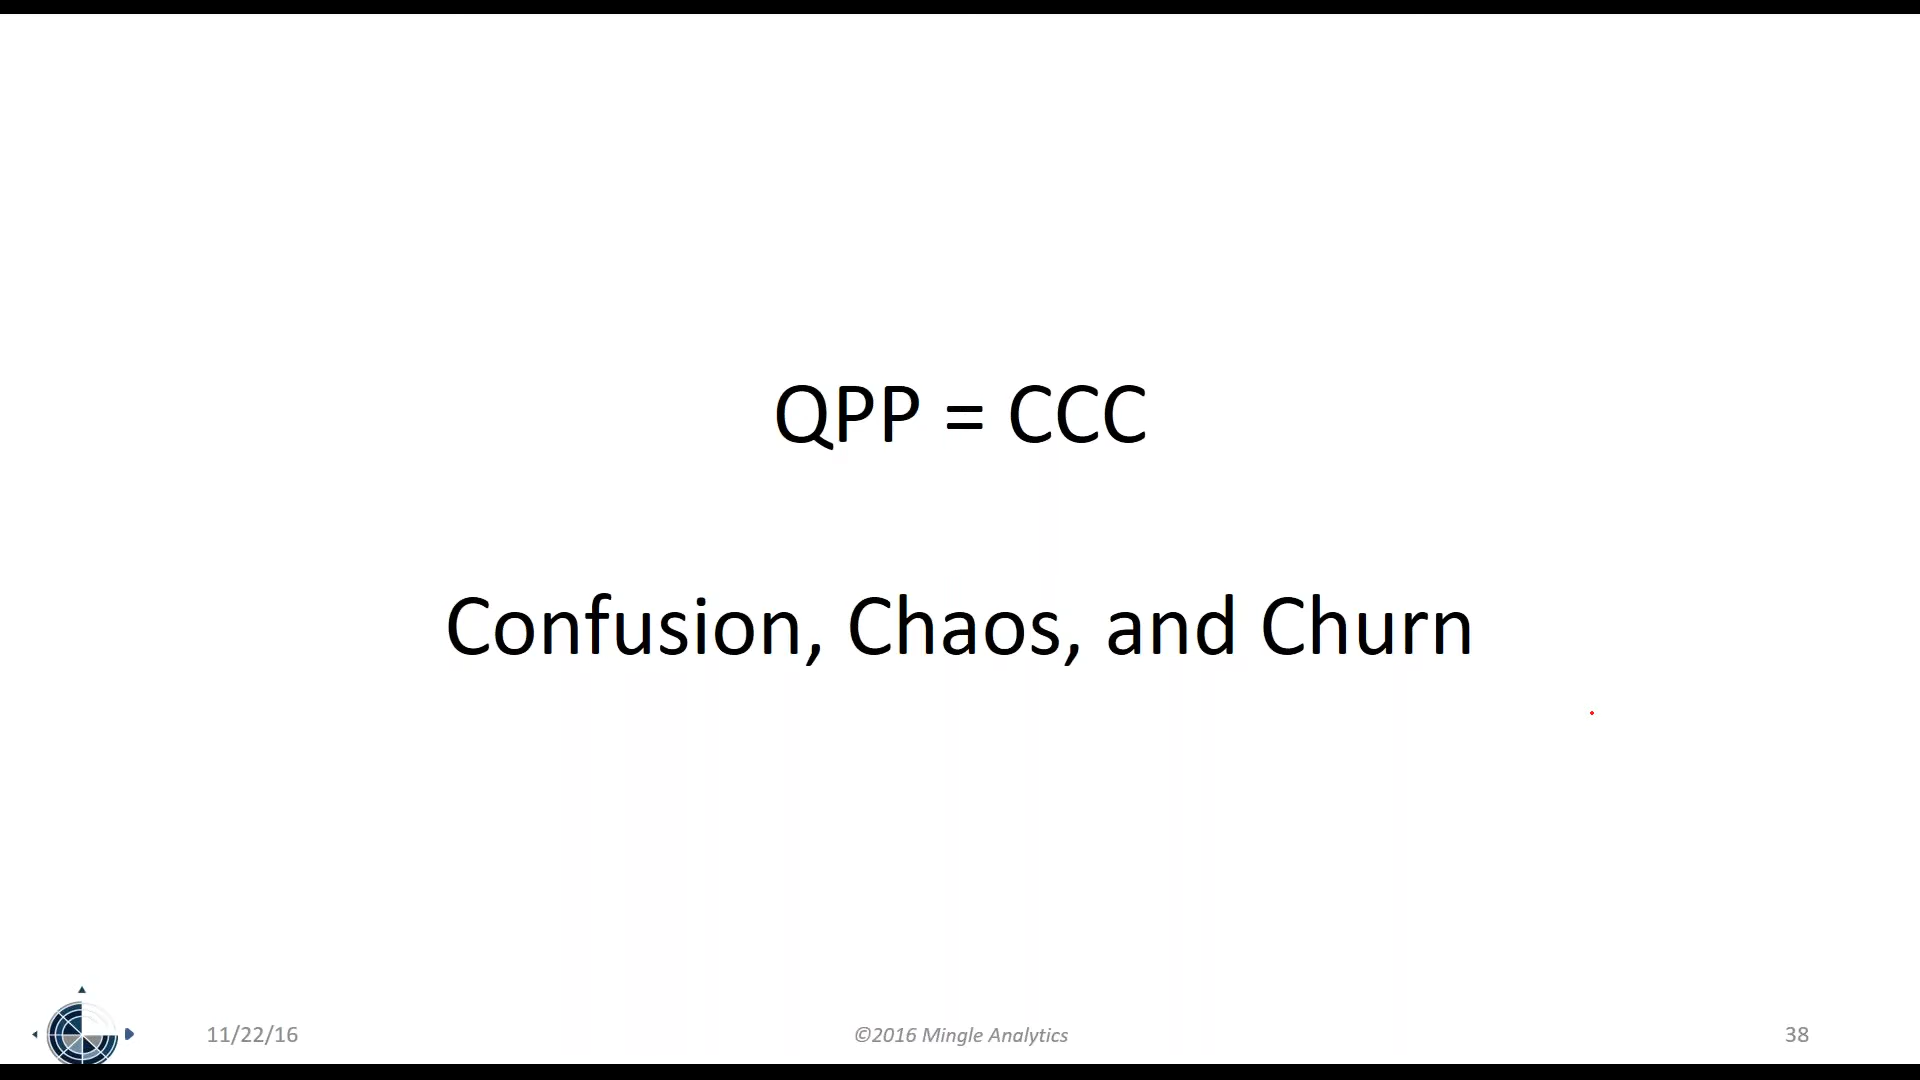 QPP = CCC
Confusion, Chaos, and Churn
11/22/16
©2016 Mingle Analytics
38